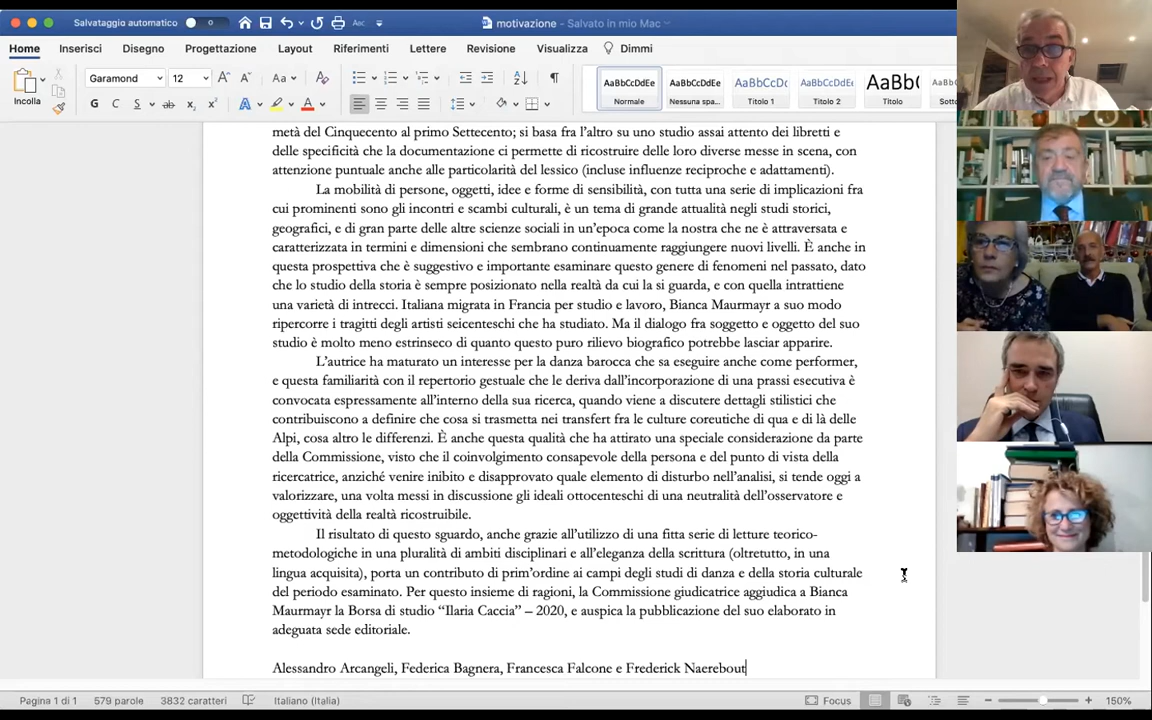 Salvataggio automatico
motivazione - Salvato in mio Mac
Home Inserisci Disegno Progettazione Layout Riferimenti Lettere Revisione Visualizza Dimmi
Incolla
Garamond 12
AaBbCcDdEe AaBbCcDdEe AaBbCcDc AaBbCcDdEe AaBb(
Normale Nessuna spa... Titolo 1 Titolo 2 Titolo
metà del Cinquecento al primo Settecento; si basa fra l'altro su uno studio assai attento dei libretti e
delle specificità che la documentazione ci permette di ricostruire delle loro diverse messe in scena, con
attenzione puntuale anche alle particolarità del lessico (incluse influenze reciproche e adattamenti).
La mobilità di persone, oggetti, idee e forme di sensibilità, con tutta una serie di implicazioni fra
cui prominenti sono gli incontri e scambi culturali, è un tema di grande attualità negli studi storici,
geografici, e di gran parte delle altre scienze sociali in un'epoca come la nostra che ne è attraversata e
caratterizzata in termini e dimensioni che sembrano continuamente raggiungere nuovi livelli. È anche in
questa prospettiva che è suggestivo e importante esaminare questo genere di fenomeni nel passato, dato
che lo studio della storia è sempre posizionato nella realtà da cui la si guarda, e con quella intrattiene
una varietà di intrecci. Italiana migrata in Francia per studio e lavoro, Bianca Maurmayr a suo modo
ripercorre i tragitti degli artisti seicenteschi che ha studiato. Ma il dialogo fra soggetto e oggetto del suo
studio è molto meno estrinseco di quanto questo puro rilievo biografico potrebbe lasciar apparire.
L'autrice ha maturato un interesse per la danza barocca che sa eseguire anche come performer,
e questa familiarità con il repertorio gestuale che le deriva dall'incorporazione di una prassi esecutiva è
convocata espressamente all'interno della sua ricerca, quando viene a discutere dettagli stilistici che
contribuiscono a definire che cosa si trasmetta nei transfert fra le culture coreutiche di qua e di là delle
Alpi, cosa altro le differenzi. È anche questa qualità che ha attirato una speciale considerazione da parte
della Commissione, visto che il coinvolgimento consapevole della persona e del punto di vista della
ricercatrice, anziché venire inibito e disapprovato quale elemento di disturbo nell'analisi, si tende oggi a
valorizzare, una volta messi in discussione gli ideali ottocenteschi di una neutralità dell'osservatore e
oggettività della realtà ricostruibile.
Il risultato di questo sguardo, anche grazie all'utilizzo di una fitta serie di letture teorico-
metodologiche in una pluralità di ambiti disciplinari e all'eleganza della scrittura (oltretutto, in una
lingua acquisita), porta un contributo di prim'ordine ai campi degli studi di danza e della storia culturale
del periodo esaminato. Per questo insieme di ragioni, la Commissione giudicatrice aggiudica a Bianca
Maurmayr la Borsa di studio “Ilaria Caccia” – 2020, e auspica la pubblicazione del suo elaborato in
adeguata sede editoriale.
Alessandro Arcangeli, Federica Bagnera, Francesca Falcone e Frederick Naerebout
Pagina 1 di 1 579 parole 3832 caratteri Italiano (Italia) Focus 150%